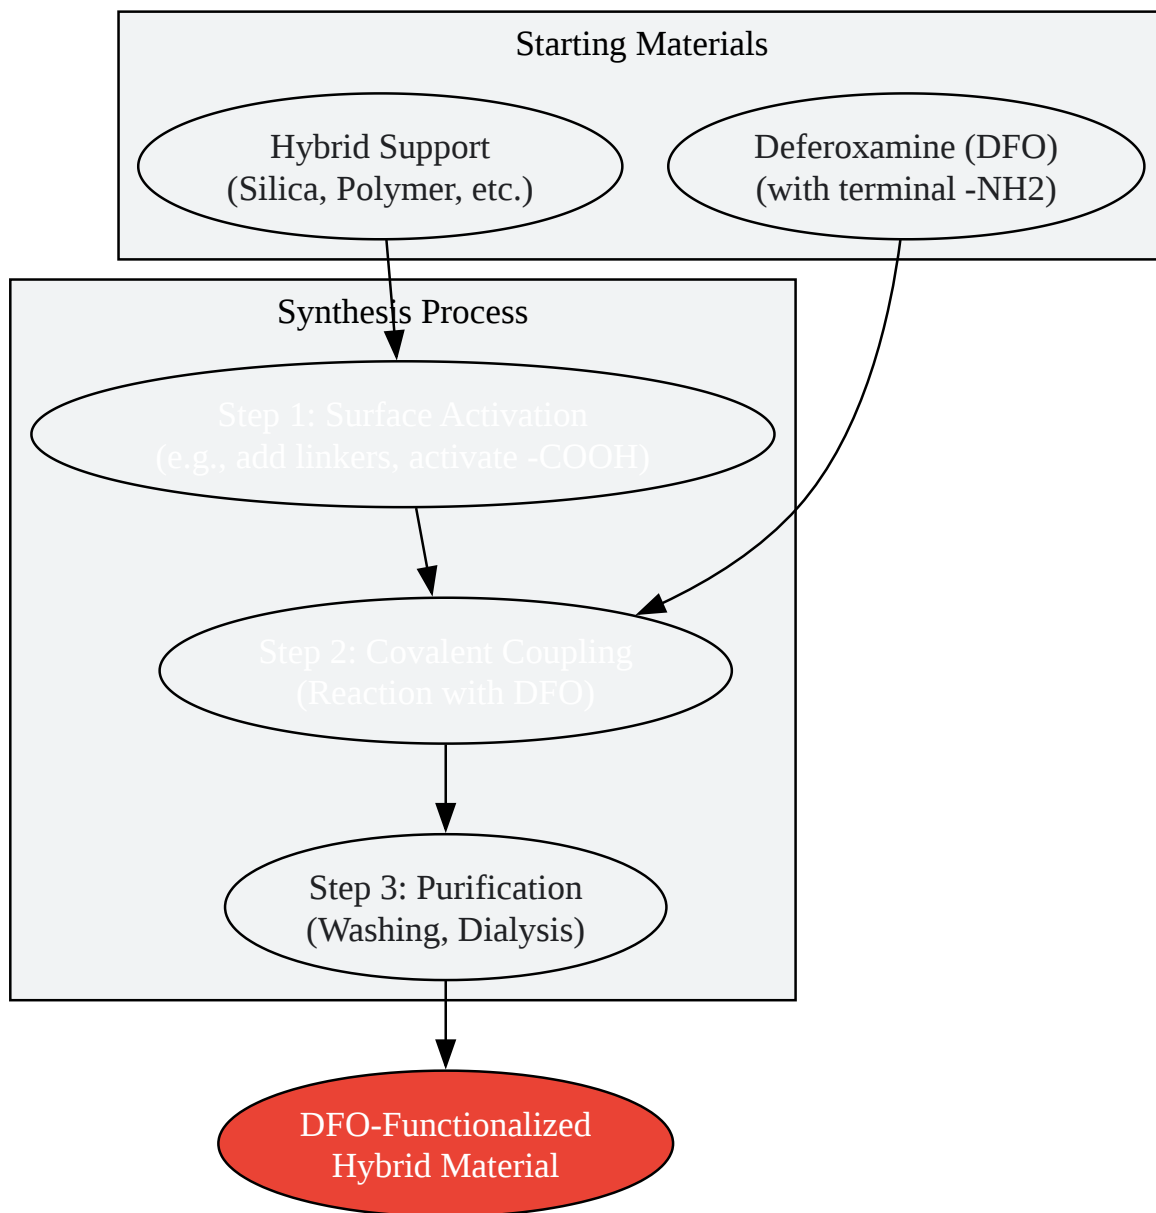 Starting Materials
Hybrid Support
(Silica, Polymer, etc.)
Deferoxamine (DFO)
(with terminal -NH2)
Synthesis Process
Step 1: Surface Activation
(e.g., add linkers, activate -COOH)
Step 2: Covalent Coupling
(Reaction with DFO)
Step 3: Purification
(Washing, Dialysis)
DFO-Functionalized
Hybrid Material